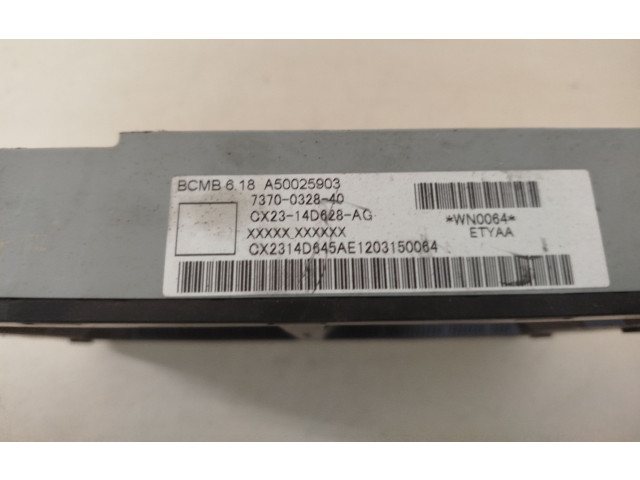 BCMB 6.18 A50025903
7370-0328-40
CX23-14D628-AG
XXXXX.XXXXXX
CX2314D645AE1203150064
*WN0064*
ETYAA